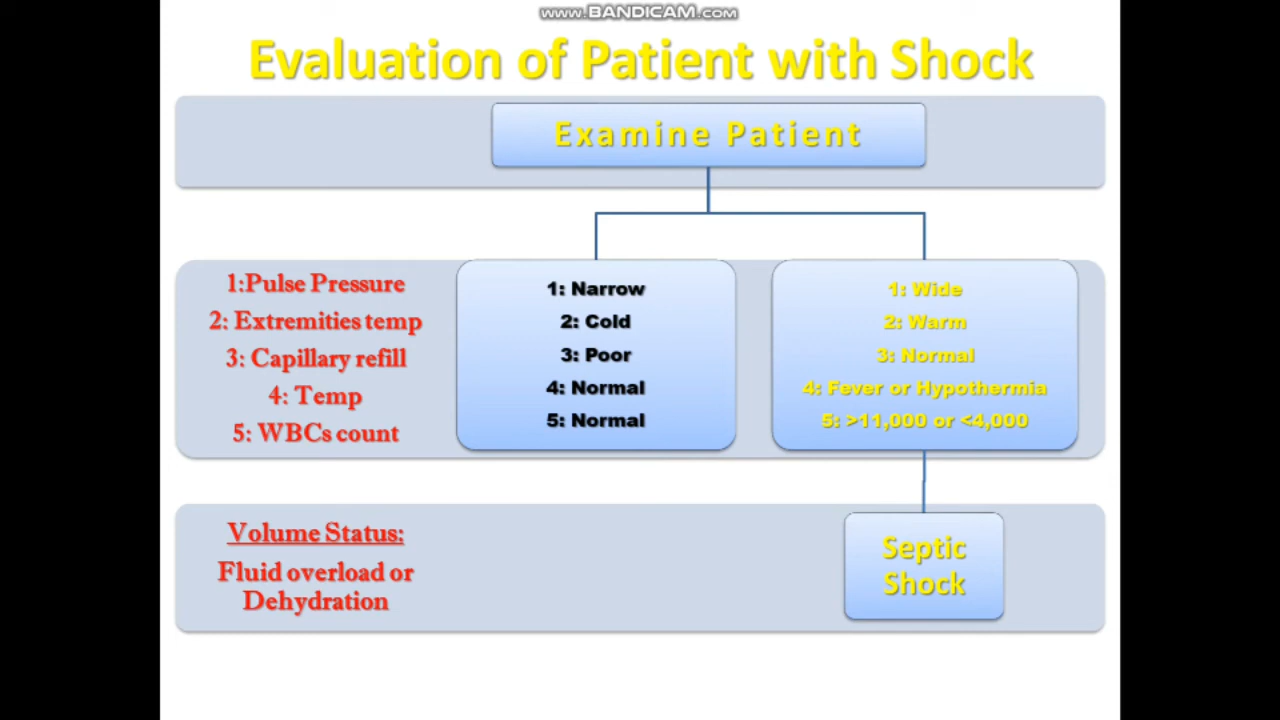 www.BANDICAM.com
Evaluation of Patient with Shock
Examine Patient
1:Pulse Pressure
2: Extremities temp
3: Capillary refill
4: Temp
5: WBCs count
1: Narrow
2: Cold
3: Poor
4: Normal
5: Normal
1: Wide
2: Warm
3: Normal
4: Fever or Hypothermia
5: >11,000 or <4,000
Volume Status:
Fluid overload or
Dehydration
Septic
Shock